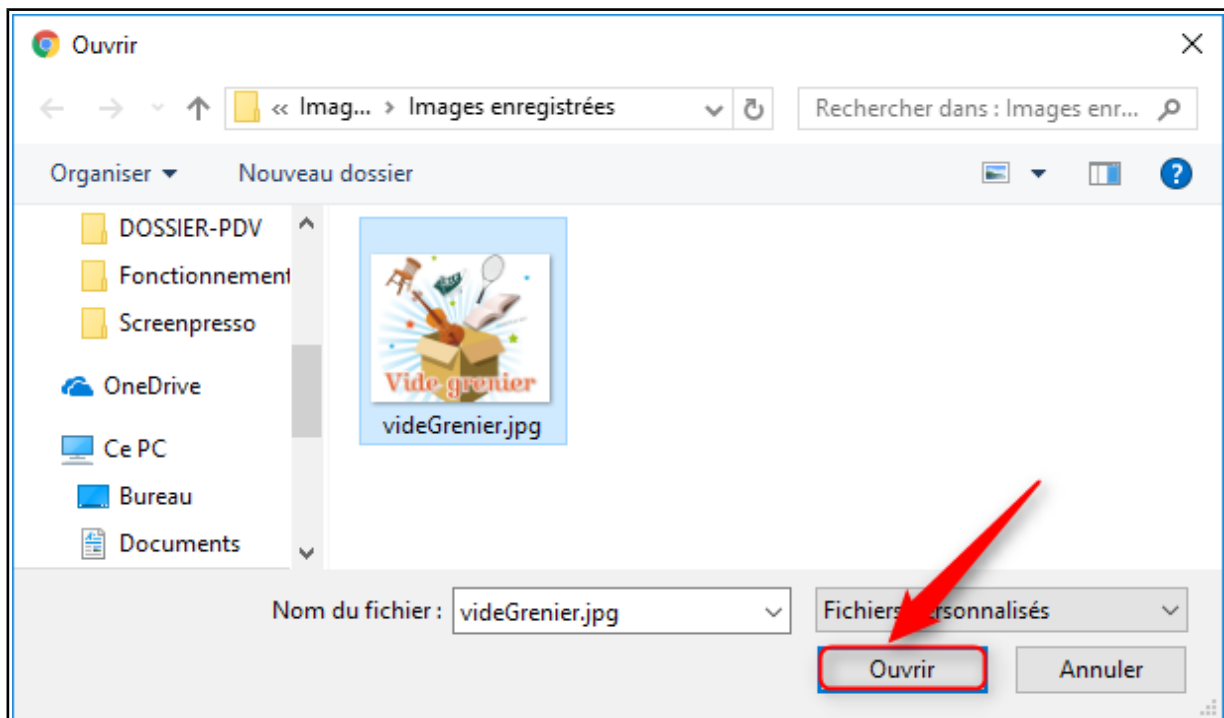 Ouvrir
« Imag... > Images enregistrées
Rechercher dans : Images enr...
Organiser
Nouveau dossier
?
DOSSIER-PDV
Fonctionnement
Screenpresso
OneDrive
Ce PC
Bureau
Documents
Vide grenier
videGrenier.jpg
Nom du fichier :
videGrenier.jpg
Fichiers personnalisés
Ouvrir
Annuler